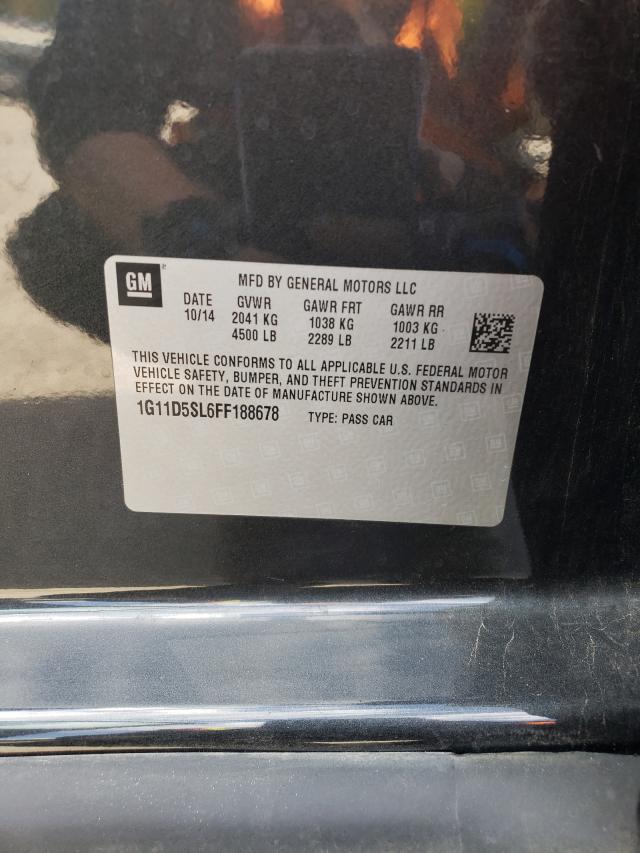 GM
MFD BY GENERAL MOTORS LLC
DATE GVWR GAWR FRT GAWR RR
10/14 2041 KG 1038 KG 1003 KG
4500 LB 2289 LB 2211 LB
THIS VEHICLE CONFORMS TO ALL APPLICABLE U.S. FEDERAL MOTOR
VEHICLE SAFETY, BUMPER, AND THEFT PREVENTION STANDARDS IN
EFFECT ON THE DATE OF MANUFACTURE SHOWN ABOVE.
1G11D5SL6FF188678 TYPE: PASS CAR